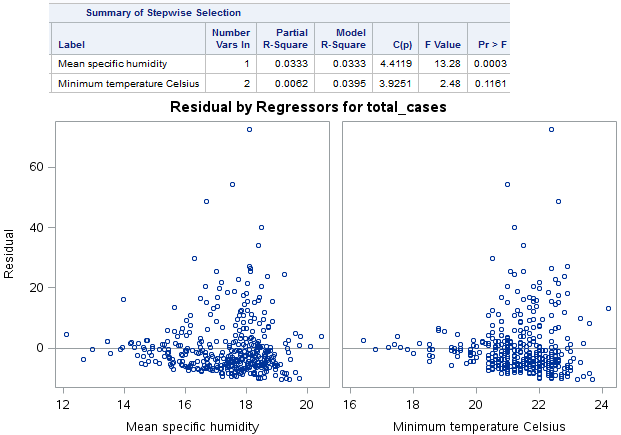 Summary of Stepwise Selection
Label Number Vars In Partial R-Square Model R-Square C(p) F Value Pr > F
Mean specific humidity 1 0.0333 0.0333 4.4119 13.28 0.0003
Minimum temperature Celsius 2 0.0062 0.0395 3.9251 2.48 0.1161
Residual by Regressors for total_cases
Residual
60
40
20
0
12 14 16 18 20
16 18 20 22 24
Mean specific humidity
Minimum temperature Celsius